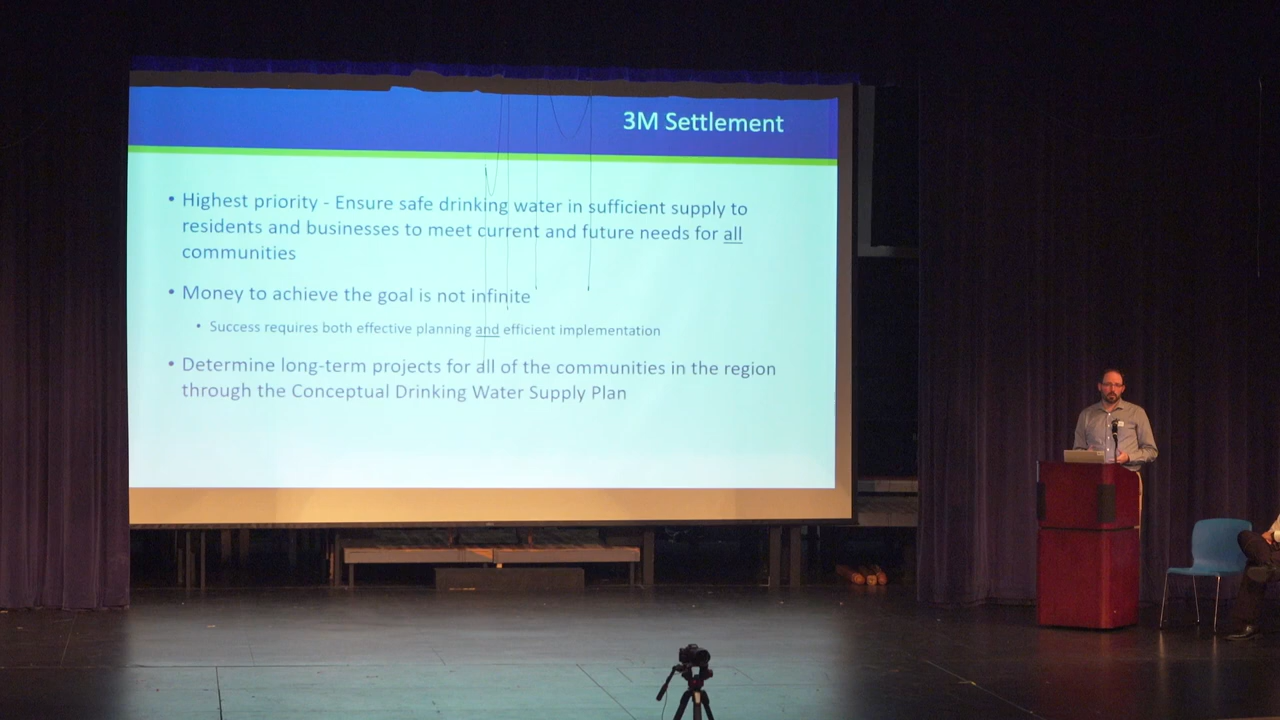 3M Settlement
• Highest priority - Ensure safe drinking water in sufficient supply to
residents and businesses to meet current and future needs for all
communities
• Money to achieve the goal is not infinite
• Success requires both effective planning and efficient implementation
• Determine long-term projects for all of the communities in the region
through the Conceptual Drinking Water Supply Plan